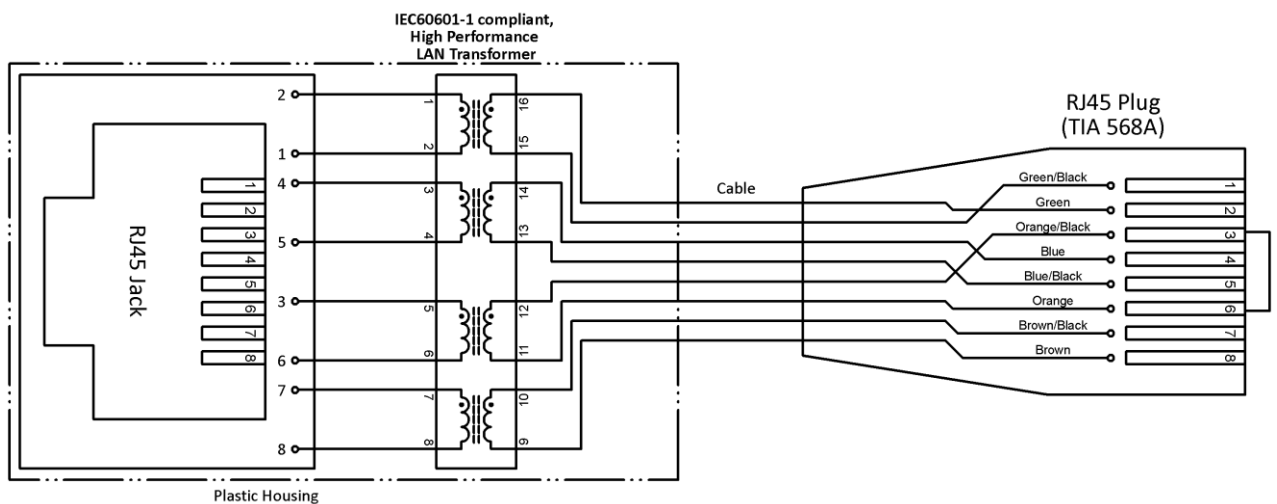 IEC60601-1 compliant,
High Performance
LAN Transformer
2
1
4
5
3
6
7
8
RJ45 Jack
1
2
3
4
5
6
7
8
1
2
3
4
5
6
7
8
16
15
14
13
12
11
10
9
Cable
RJ45 Plug
(TIA 568A)
Green/Black
Green
Orange/Black
Blue
Blue/Black
Orange
Brown/Black
Brown
1
2
3
4
5
6
7
8
Plastic Housing